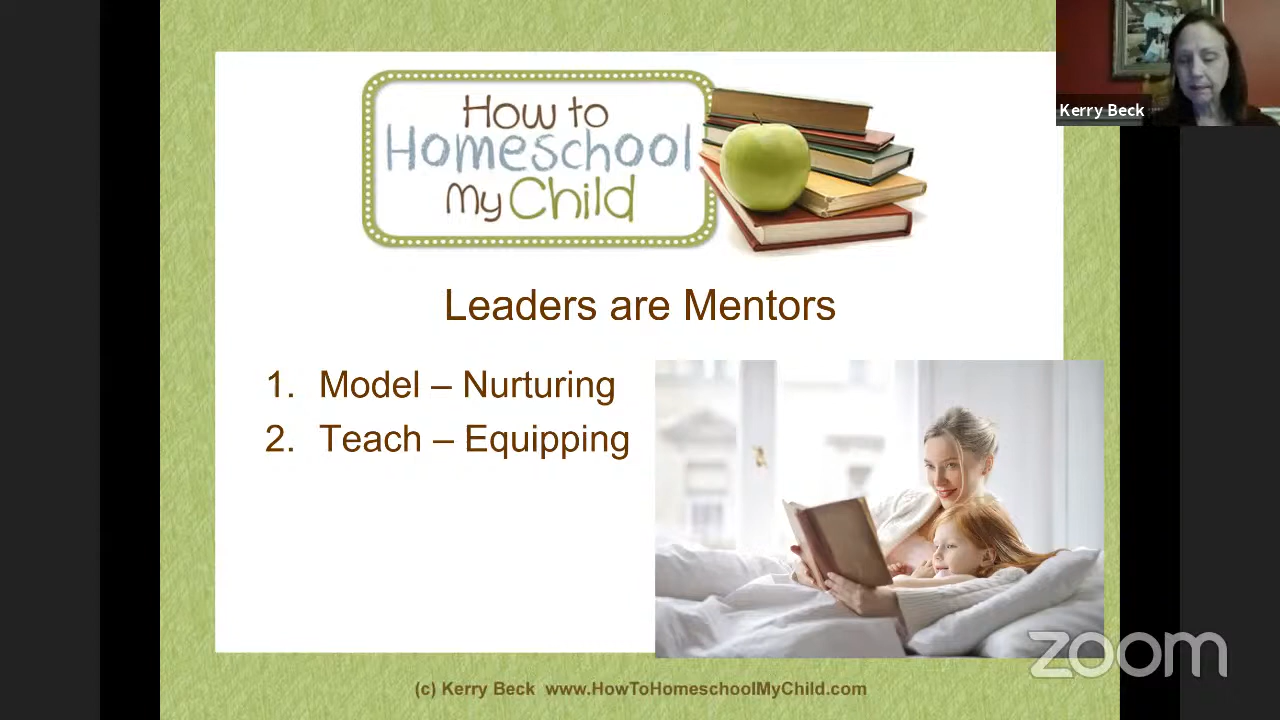 How to
Homeschool
My Child
Kerry Beck
Leaders are Mentors
1. Model – Nurturing
2. Teach – Equipping
zoom
(c) Kerry Beck www.HowToHomeschoolMyChild.com